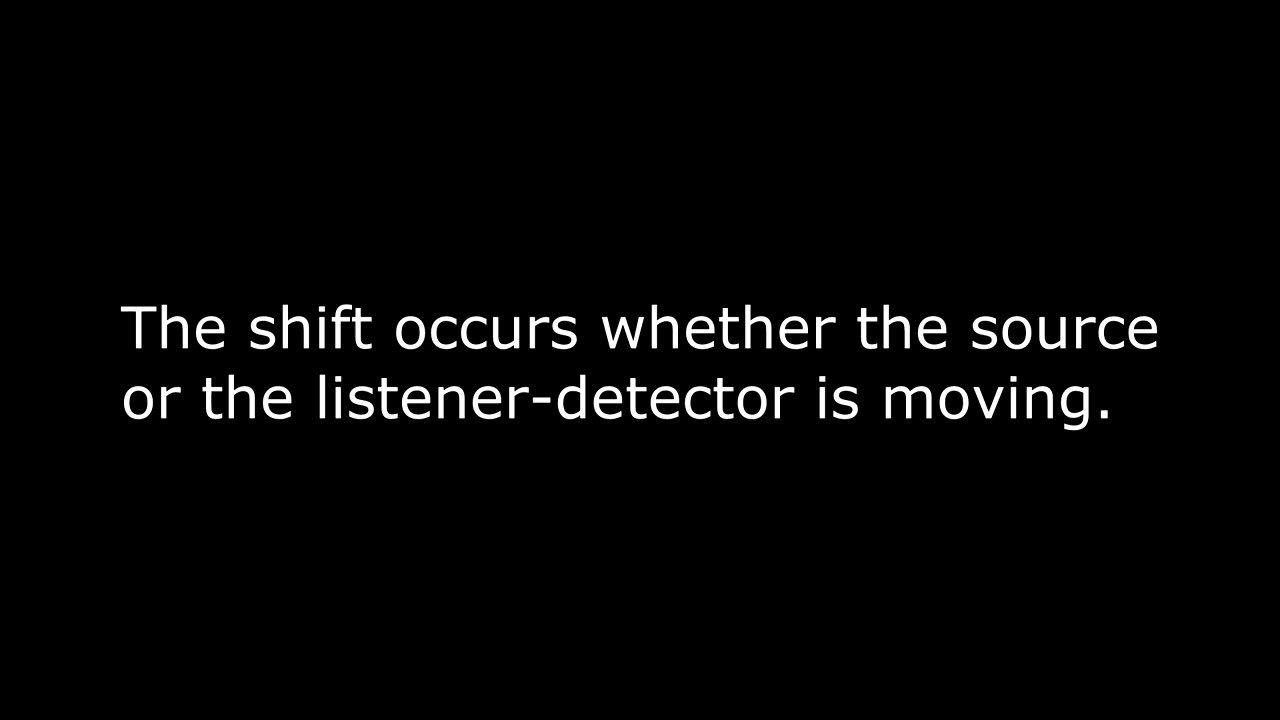 The shift occurs whether the source
or the listener-detector is moving.